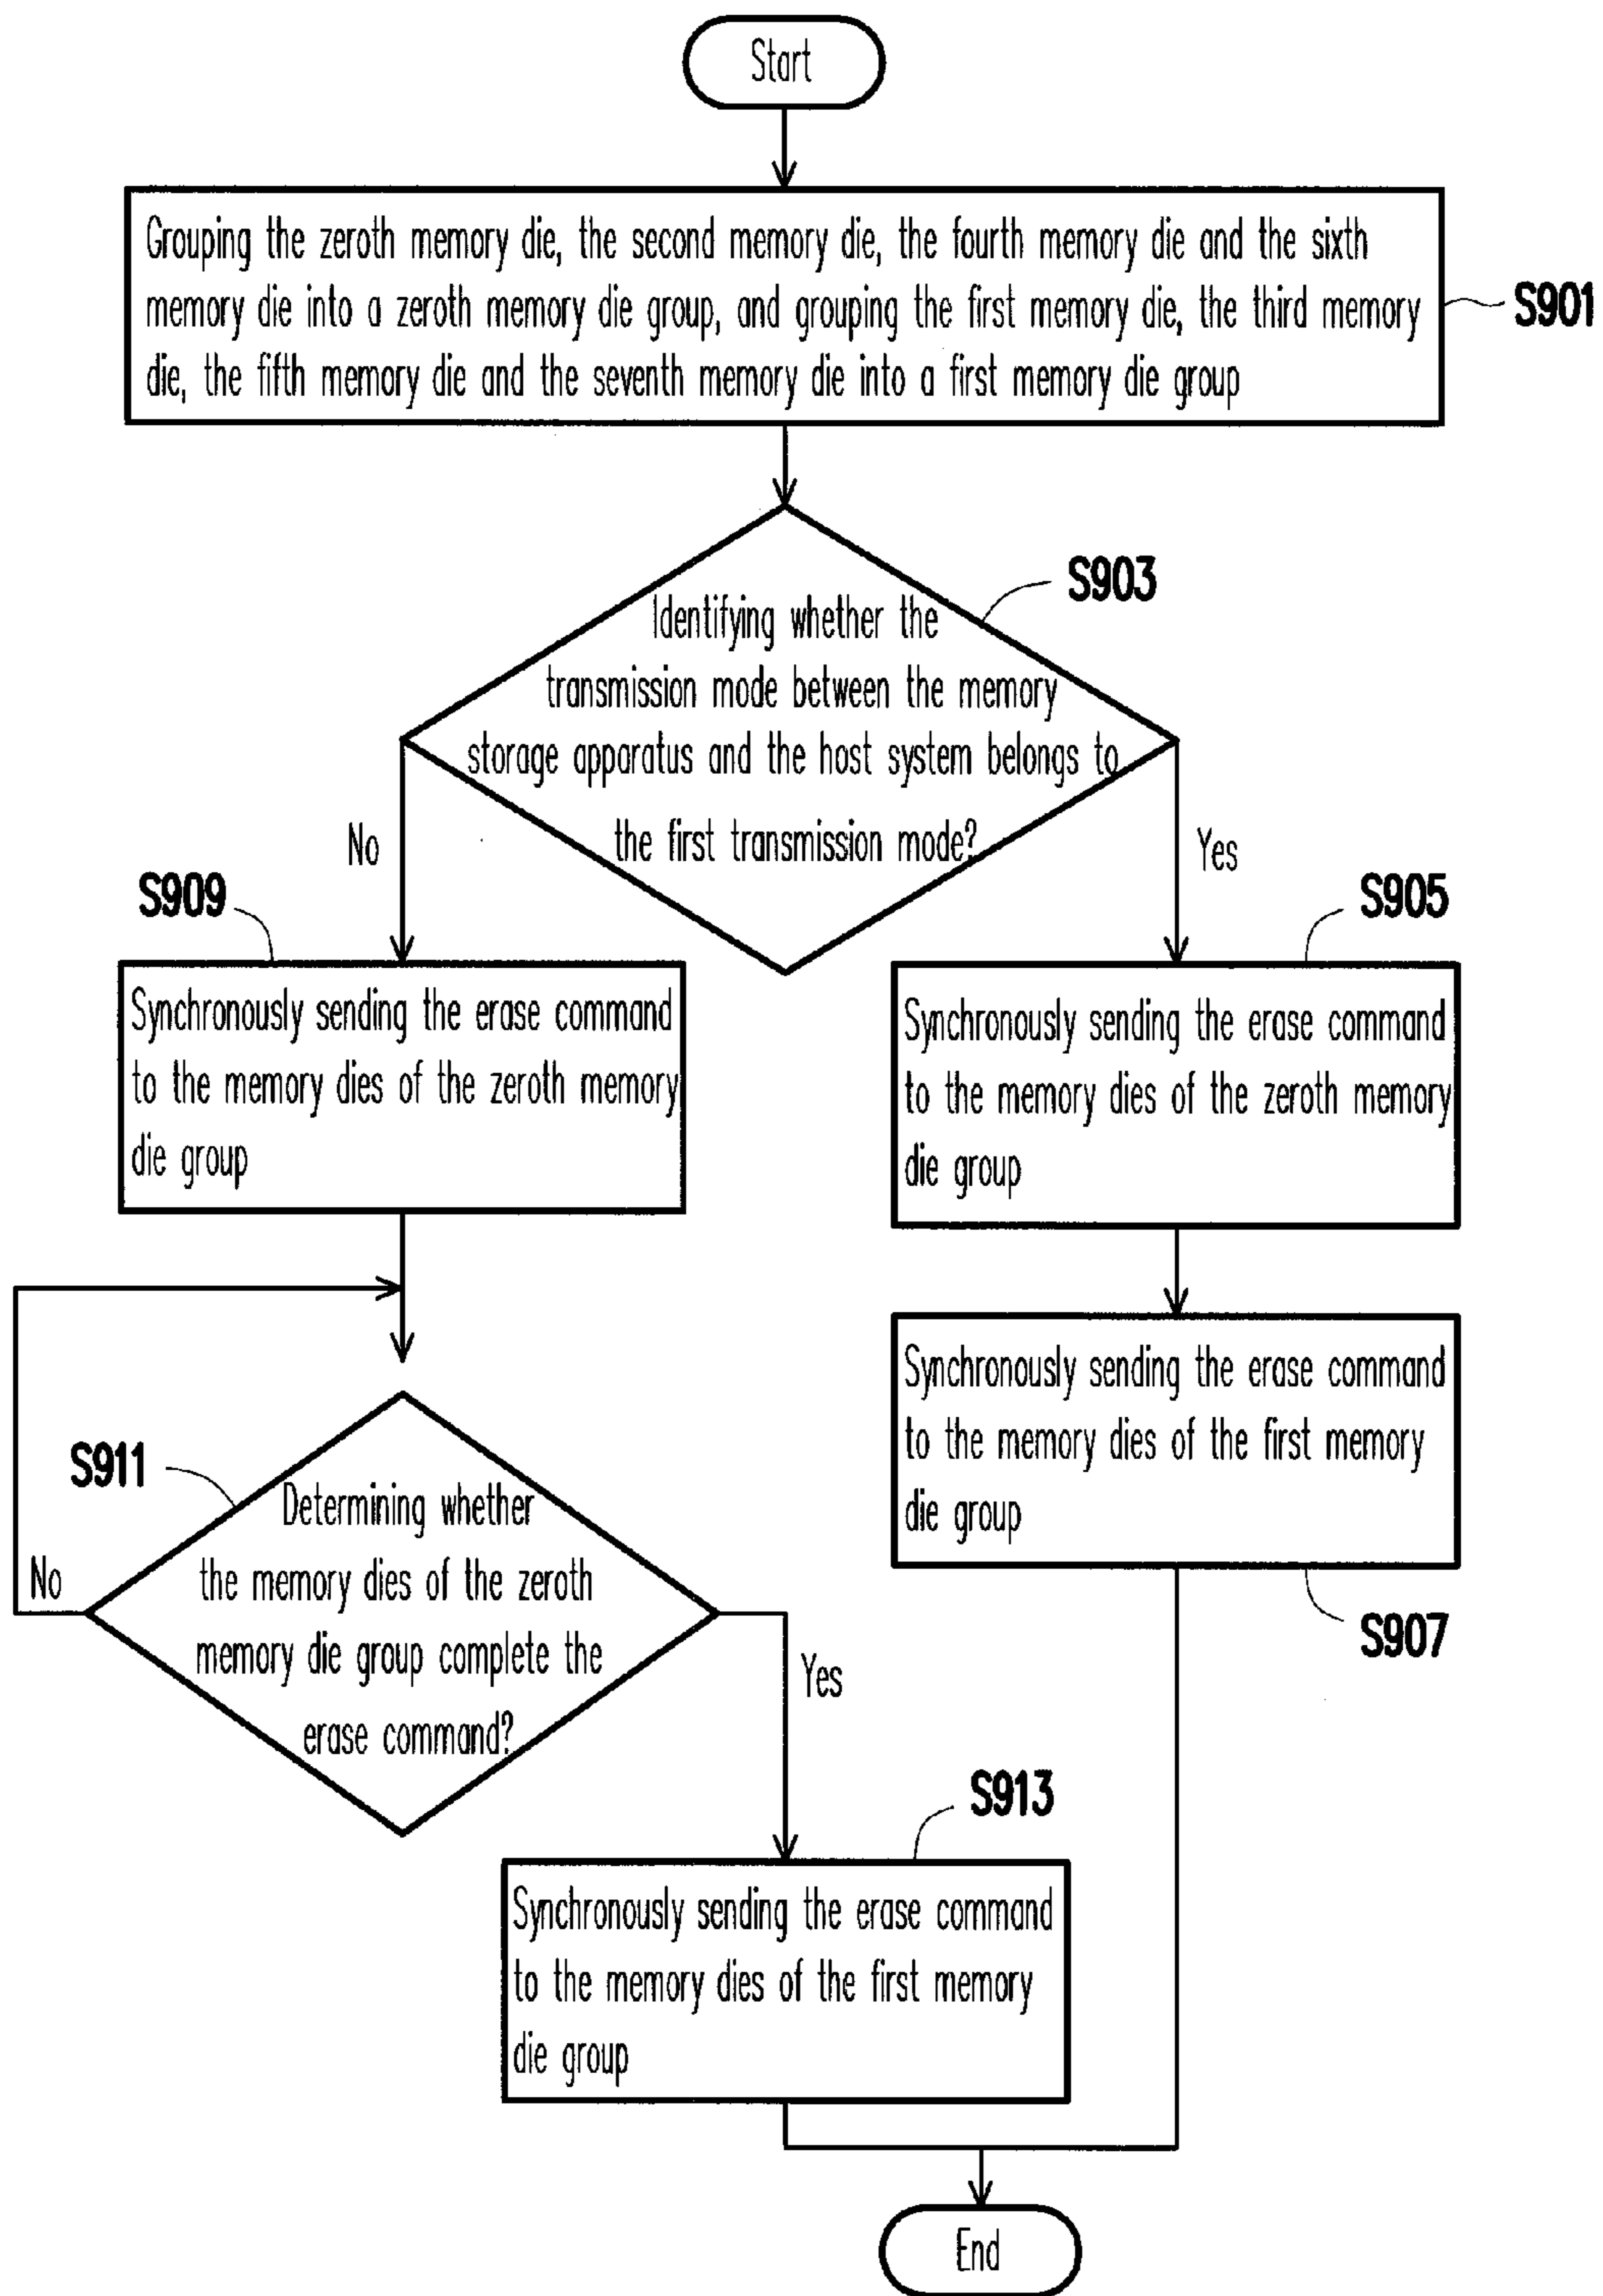 Start
Grouping the zeroth memory die, the second memory die, the fourth memory die and the sixth
memory die into a zeroth memory die group, and grouping the first memory die, the third memory
die, the fifth memory die and the seventh memory die into a first memory die group
S901
S903
Identifying whether the
transmission mode between the memory
storage apparatus and the host system belongs to
the first transmission mode?
No
Yes
S909
S905
Synchronously sending the erase command
to the memory dies of the zeroth memory
die group
Synchronously sending the erase command
to the memory dies of the zeroth memory
die group
Synchronously sending the erase command
to the memory dies of the first memory
die group
S907
S911
Determining whether
the memory dies of the zeroth
memory die group complete the
erase command?
No
Yes
S913
Synchronously sending the erase command
to the memory dies of the first memory
die group
End